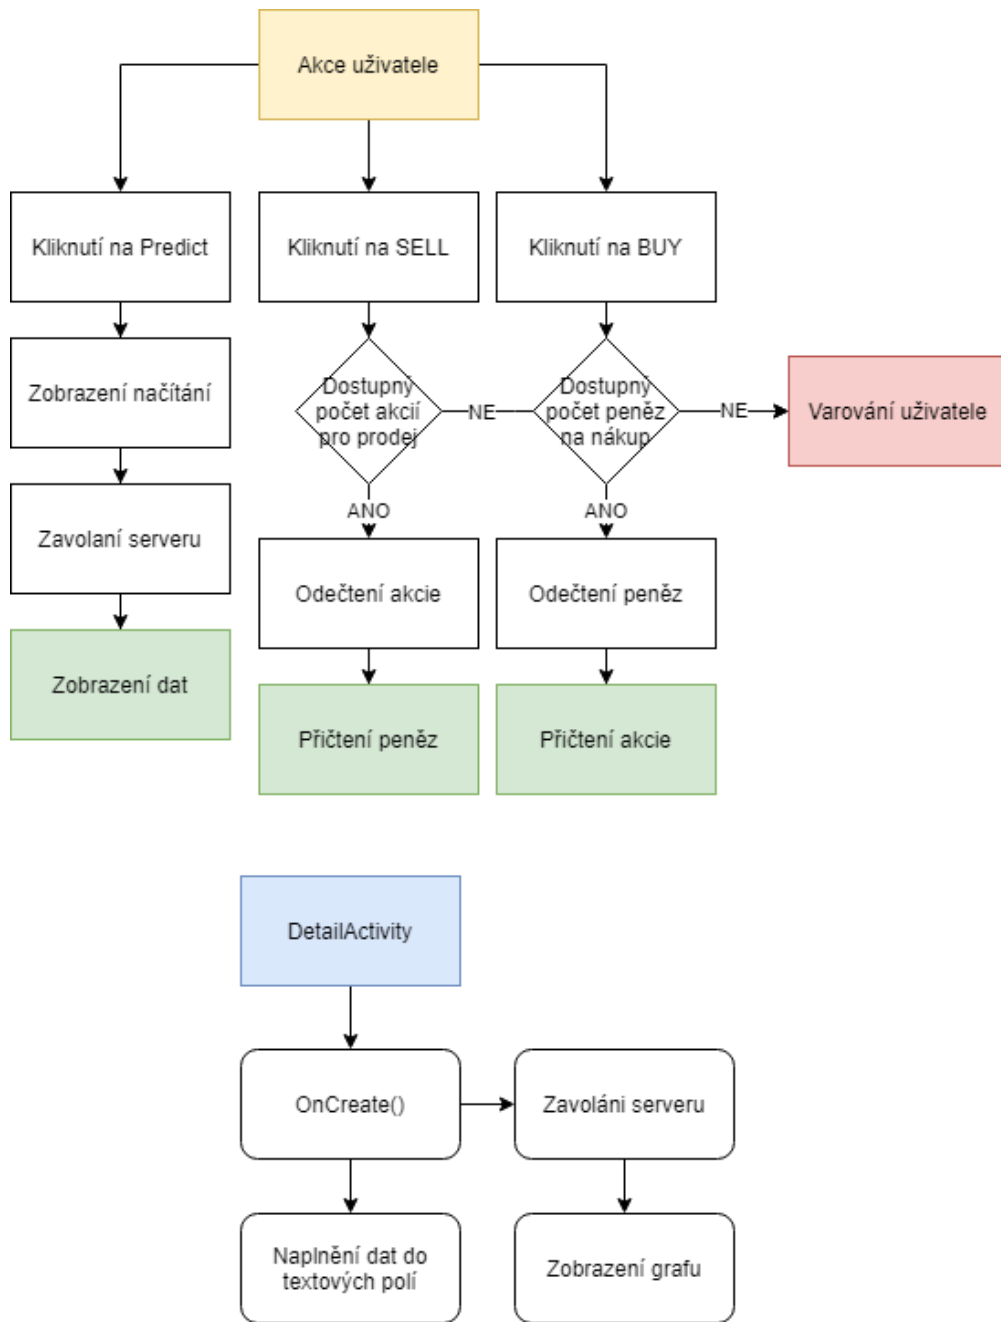 Akce uživatele
Kliknutí na Predict
Kliknutí na SELL
Kliknutí na BUY
Zobrazení načítání
Dostupný
počet akcií
pro prodej
NE
Dostupný
počet peněz
na nákup
NE
Varování uživatele
Zavolaní serveru
ANO
ANO
Odečtení akcie
Odečtení peněz
Zobrazení dat
Přičtení peněz
Přičtení akcie
DetailActivity
OnCreate()
Zavoláni serveru
Naplnění dat do
textových polí
Zobrazení grafu